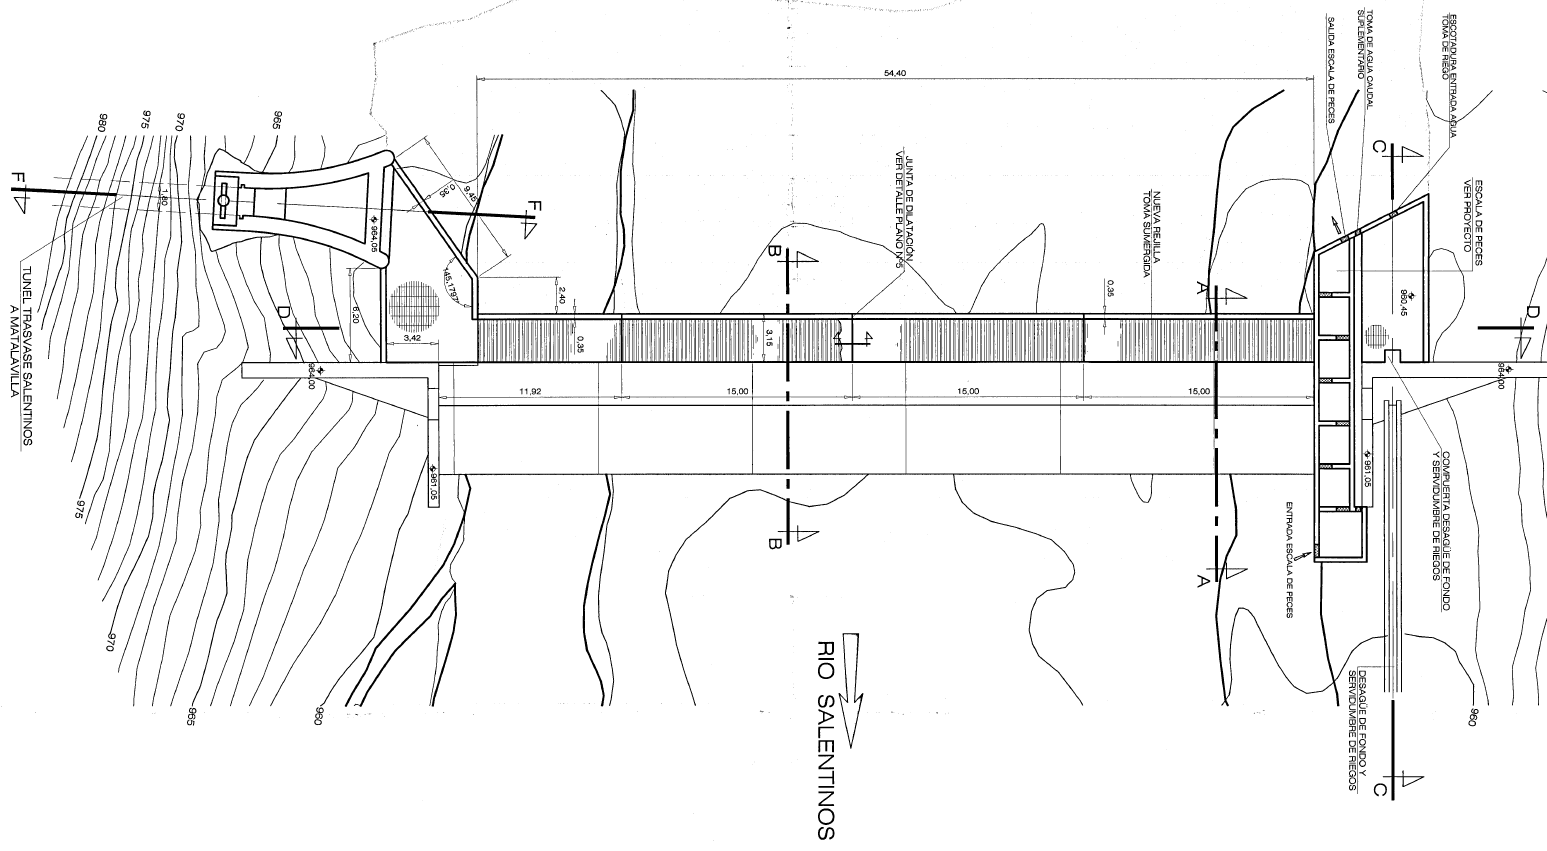 54,40
ESCOTADURA ENTRADA AGUA
TOMA DE RIEGO
TOMA DE AGUA CAUDAL
SUPLEMENTARIO
SALIDA ESCALA DE PECES
C
ESCALA DE PECES
VER PROYECTO
980
975
970
965
F
1,80
964,05
9,45
0,35
F
145,1797
2,40
JUNTA DE DILATACIÓN
VER DETALLE PLANO Nº5
NUEVA REJILLA
TOMA SUMERGIDA
B
A
0,35
960,45
D
D
6,20
3,42
0,35
3,15
964,00
964,00
11,92
15,00
15,00
15,00
TUNEL TRASVASE SALENTINOS
A MATALAVILLA
961,05
961,05
COMPUERTA DESAGÜE DE FONDO
Y SERVIDUMBRE DE RIEGOS
ENTRADA ESCALA DE PECES
B
A
975
970
965
960
RIO SALENTINOS
DESAGÜE DE FONDO Y
SERVIDUMBRE DE RIEGOS
960
C